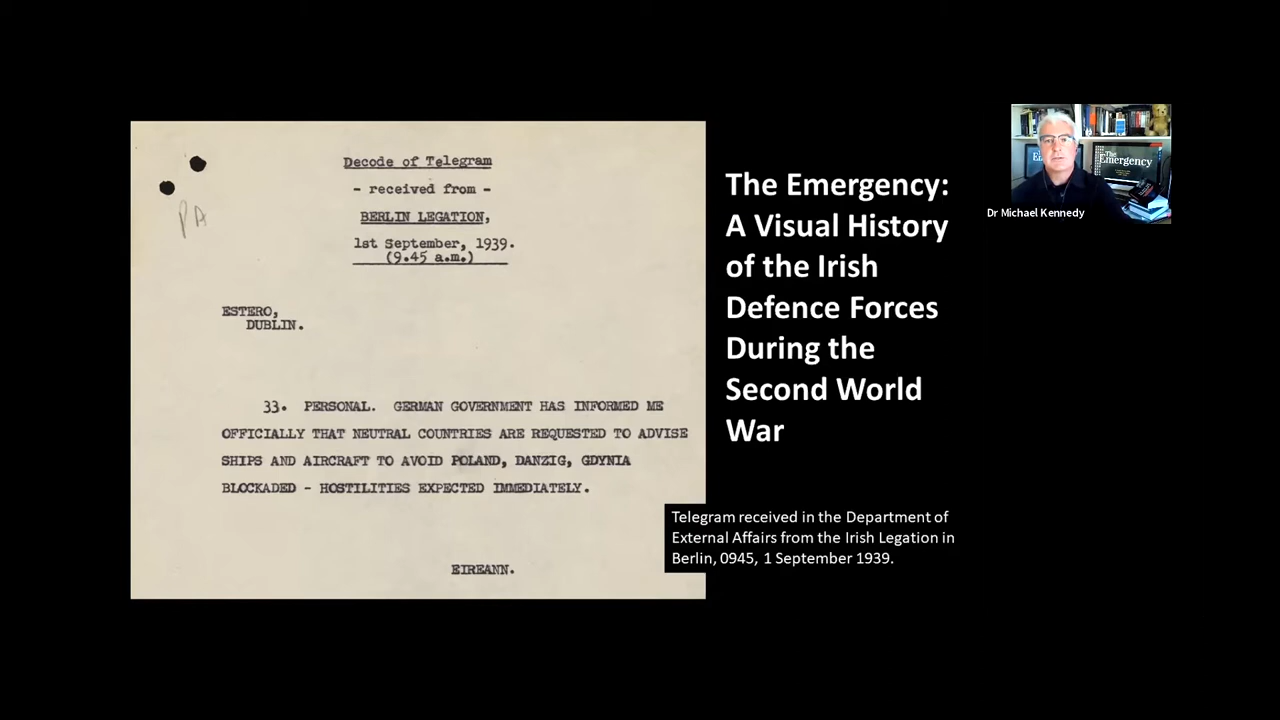 Decode of Telegram
- received from -
BERLIN LEGATION,
1st September, 1939.
(9.45 a.m.)
PA
ESTERO,
DUBLIN.
33. PERSONAL. GERMAN GOVERNMENT HAS INFORMED ME
OFFICIALLY THAT NEUTRAL COUNTRIES ARE REQUESTED TO ADVISE
SHIPS AND AIRCRAFT TO AVOID POLAND, DANZIG, GDYNIA
BLOCKADED - HOSTILITIES EXPECTED IMMEDIATELY.
EIREANN.
The Emergency:
A Visual History
of the Irish
Defence Forces
During the
Second World
War
Telegram received in the Department of
External Affairs from the Irish Legation in
Berlin, 0945, 1 September 1939.
The
Emergency
Dr Michael Kennedy